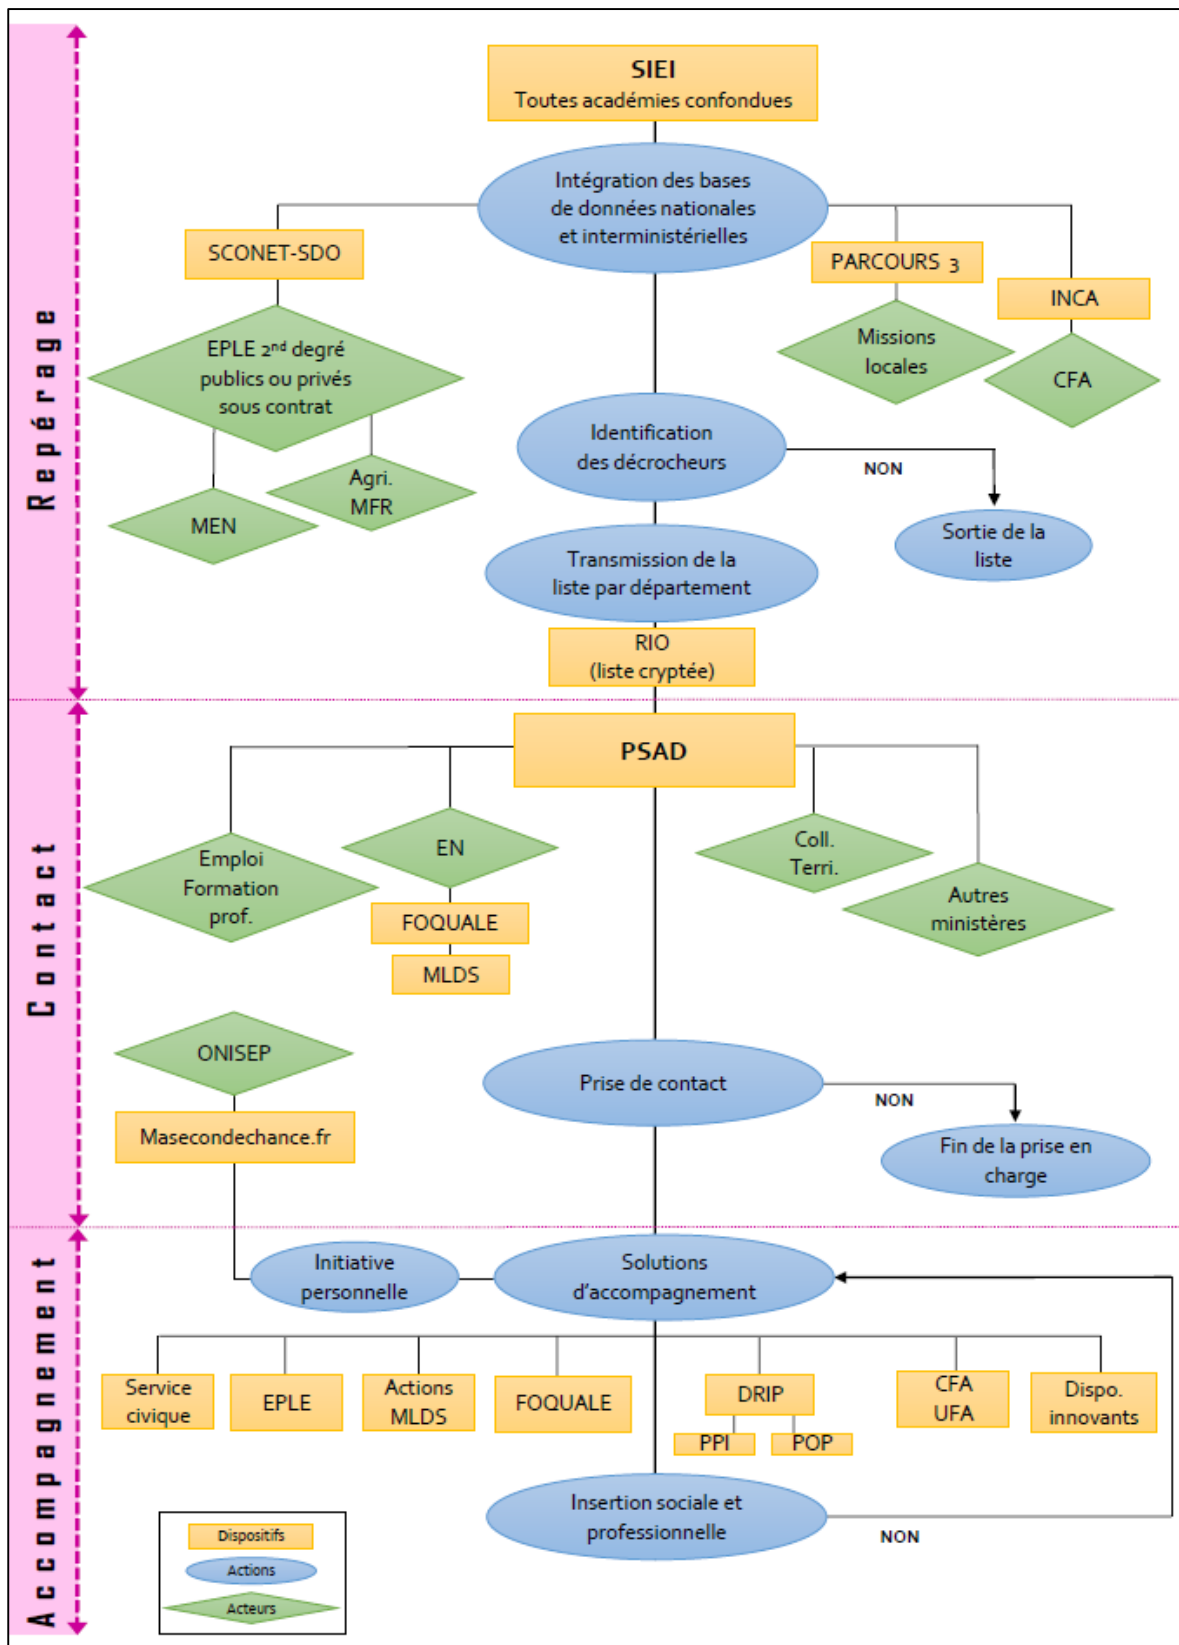 Repérage
SIEI
Toutes académies confondues
Intégration des bases
de données nationales
et interministérielles
SCONET-SDO
PARCOURS 3
INCA
EPLE 2nd degré
publics ou privés
sous contrat
Missions
locales
CFA
Identification
des décrocheurs
NON
Agri.
MFR
MEN
Sortie de la
liste
Transmission de la
liste par département
RIO
(liste cryptée)
Contact
PSAD
Emploi
Formation
prof.
EN
FOQUALE
MLDS
Coll.
Terri.
Autres
ministères
ONISEP
Masecondechance.fr
Prise de contact
NON
Fin de la prise en
charge
Accompagnement
Initiative
personnelle
Solutions
d'accompagnement
Service
civique
EPLE
Actions
MLDS
FOQUALE
DRIP
PPI
POP
CFA
UFA
Dispo.
innovants
Insertion sociale et
professionnelle
NON
Dispositifs
Actions
Acteurs